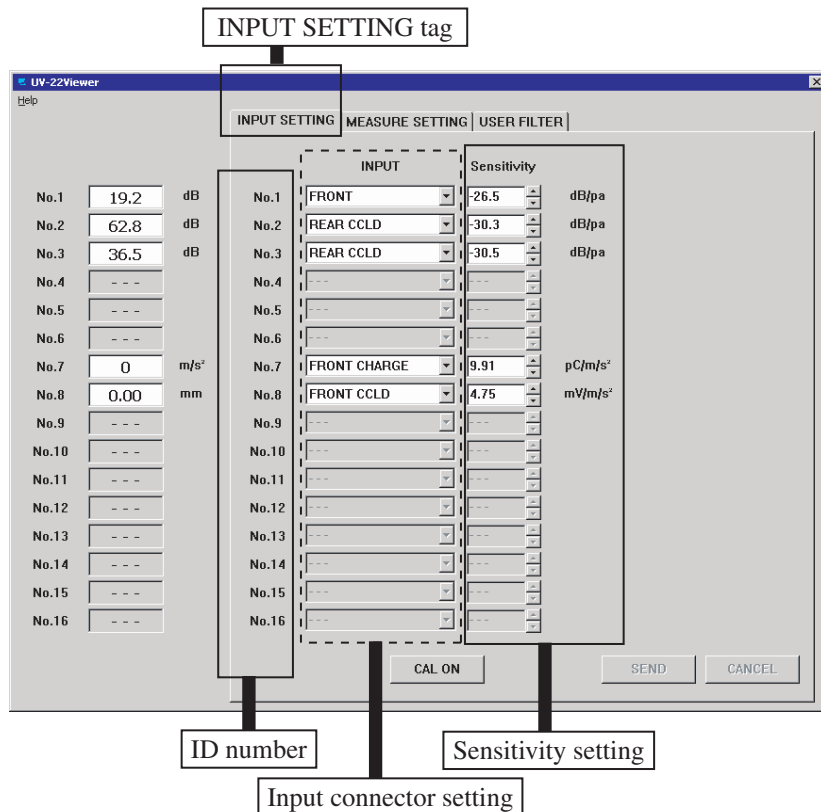 INPUT SETTING tag
UV-22Viewer
Help
INPUT SETTING MEASURE SETTING USER FILTER
INPUT Sensitivity
No.1 19.2 dB No.1 FRONT -26.5 dB/pa
No.2 62.8 dB No.2 REAR CCLD -30.3 dB/pa
No.3 36.5 dB No.3 REAR CCLD -30.5 dB/pa
No.4 --- No.4 --- ---
No.5 --- No.5 --- ---
No.6 --- No.6 --- ---
No.7 0 m/s² No.7 FRONT CHARGE 9.91 pC/m/s²
No.8 0.00 mm No.8 FRONT CCLD 4.75 mV/m/s²
No.9 --- No.9 --- ---
No.10 --- No.10 --- ---
No.11 --- No.11 --- ---
No.12 --- No.12 --- ---
No.13 --- No.13 --- ---
No.14 --- No.14 --- ---
No.15 --- No.15 --- ---
No.16 --- No.16 --- ---
CAL ON SEND CANCEL
ID number Sensitivity setting
Input connector setting